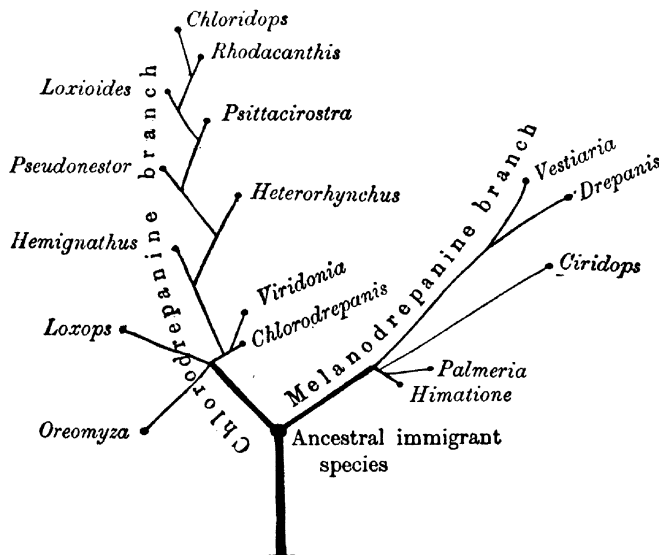 Chloridops
Rhodacanthis
Loxioides
Psittacirostra
Pseudonestor
Heterorhynchus
Hemignathus
Viridonia
Chlorodrepanis
Loxops
Oreomyza
Chlorodrepanine branch
Melanodrepanine branch
Vestiaria
Drepanis
Ciridops
Palmeria
Himatione
Ancestral immigrant
species